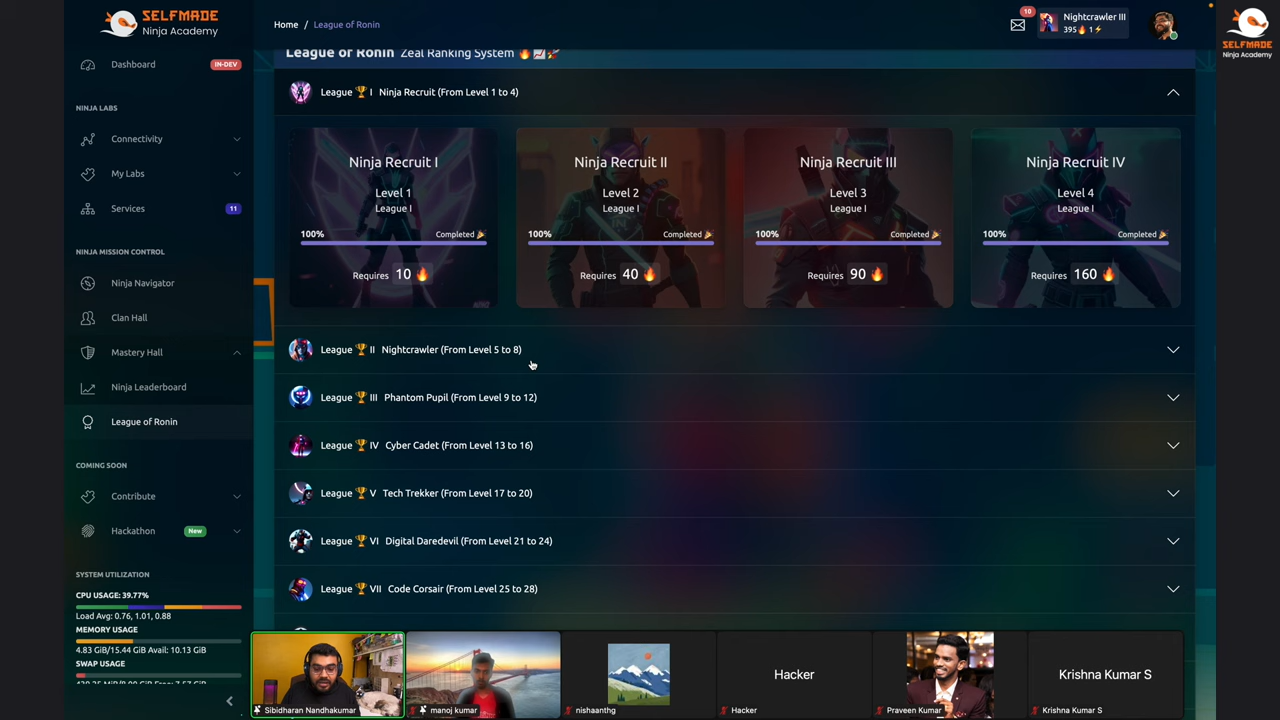 SELFMADE
Ninja Academy
Home / League of Ronin
10
Nightcrawler III
395🔥 1⚡
SELFMADE
Ninja Academy
Dashboard
IN-DEV
NINJA LABS
Connectivity
My Labs
Services
11
NINJA MISSION CONTROL
Ninja Navigator
Clan Hall
Mastery Hall
Ninja Leaderboard
League of Ronin
COMING SOON
Contribute
Hackathon
New
SYSTEM UTILIZATION
CPU USAGE: 39.77%
Load Avg: 0.76, 1.01, 0.88
MEMORY USAGE
4.83 GiB/15.44 GiB Avail: 10.13 GiB
SWAP USAGE
League of Ronin Zeal Ranking System 🔥📈🚀
League 🏆 I Ninja Recruit (From Level 1 to 4)
Ninja Recruit I
Level 1
League I
100% Completed 🎉
Requires 10 🔥
Ninja Recruit II
Level 2
League I
100% Completed 🎉
Requires 40 🔥
Ninja Recruit III
Level 3
League I
100% Completed 🎉
Requires 90 🔥
Ninja Recruit IV
Level 4
League I
100% Completed 🎉
Requires 160 🔥
League 🏆 II Nightcrawler (From Level 5 to 8)
League 🏆 III Phantom Pupil (From Level 9 to 12)
League 🏆 IV Cyber Cadet (From Level 13 to 16)
League 🏆 V Tech Trekker (From Level 17 to 20)
League 🏆 VI Digital Daredevil (From Level 21 to 24)
League 🏆 VII Code Corsair (From Level 25 to 28)
Sibidharan Nandhakumar
manoj kumar
nishaanthg
Hacker
Hacker
Praveen Kumar
Krishna Kumar S
Krishna Kumar S